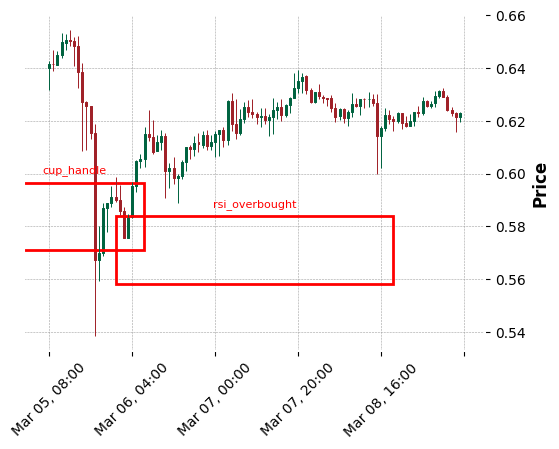 0.66
0.64
0.62
0.60
cup_handle
rsi_overbought
0.58
0.56
0.54
Price
Mar 05, 08:00
Mar 06, 04:00
Mar 07, 00:00
Mar 07, 20:00
Mar 08, 16:00